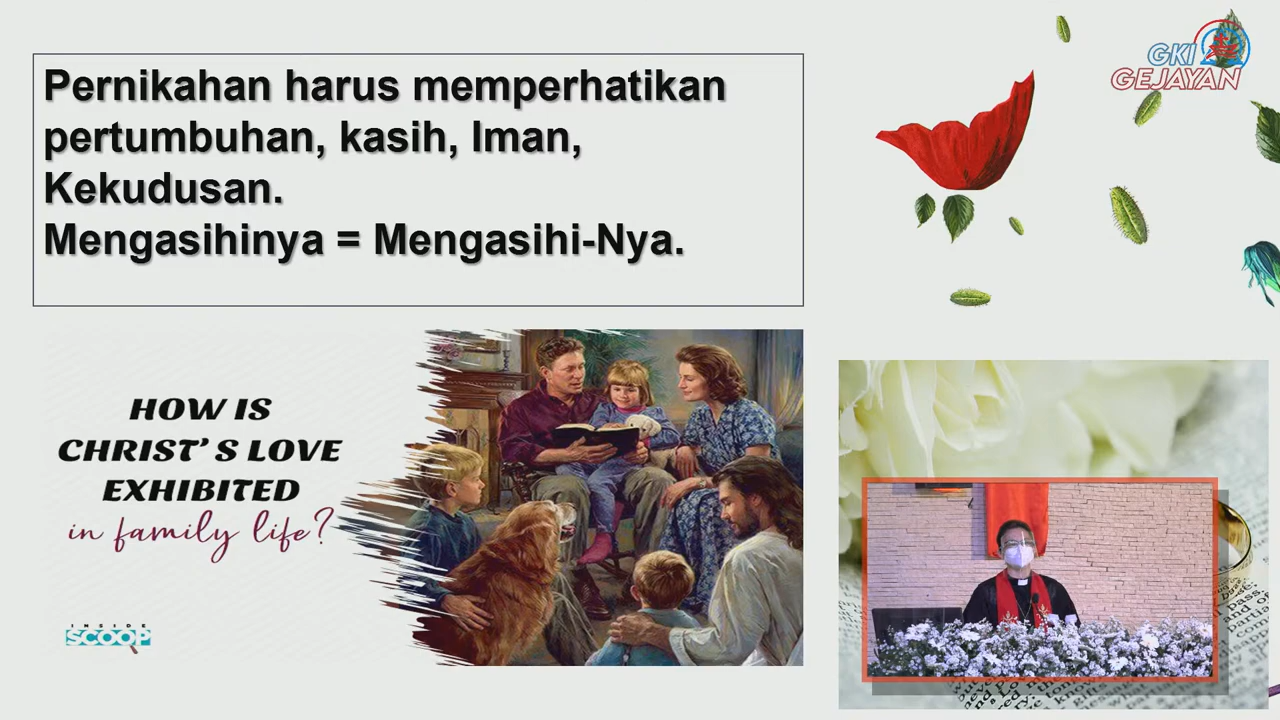 Pernikahan harus memperhatikan
pertumbuhan, kasih, Iman,
Kekudusan.
Mengasihinya = Mengasihi-Nya.
GKI
GEJAYAN
HOW IS
CHRIST'S LOVE
EXHIBITED
in family life?
INSIDE
SCOOP